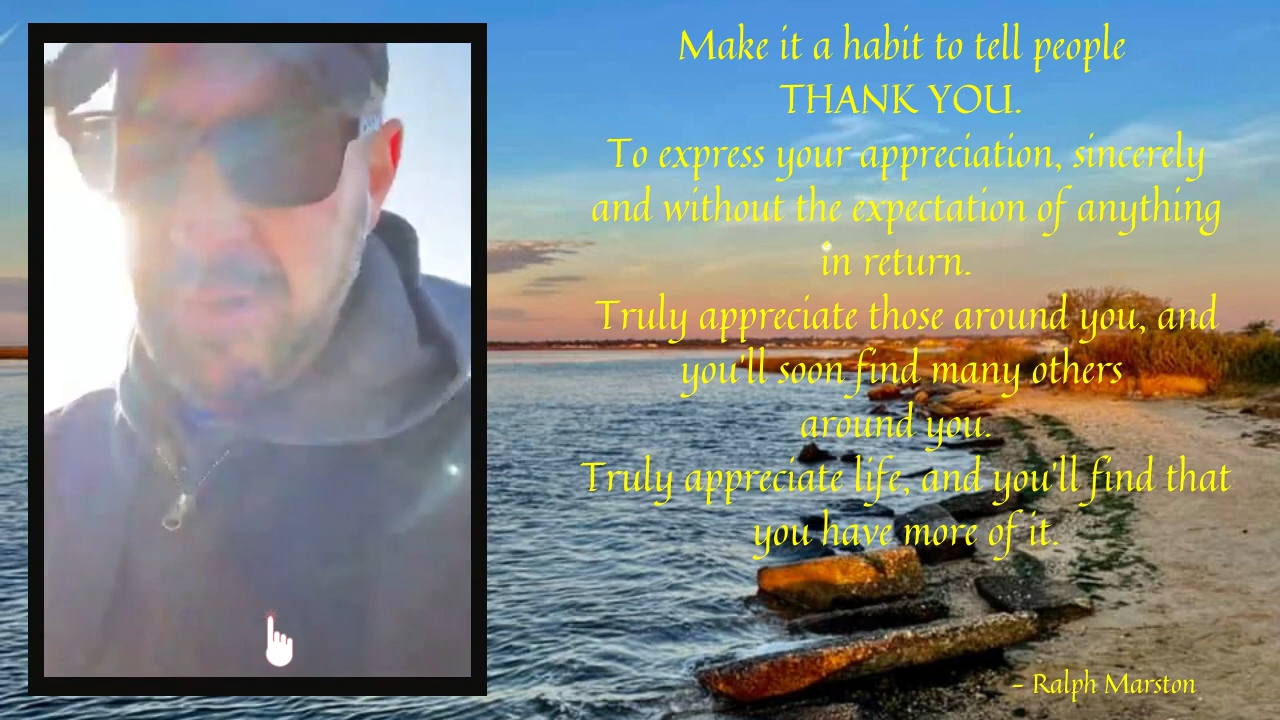 Make it a habit to tell people
THANK YOU.
To express your appreciation, sincerely
and without the expectation of anything
in return.
Truly appreciate those around you, and
you'll soon find many others
around you.
Truly appreciate life, and you'll find that
you have more of it.
- Ralph Marston